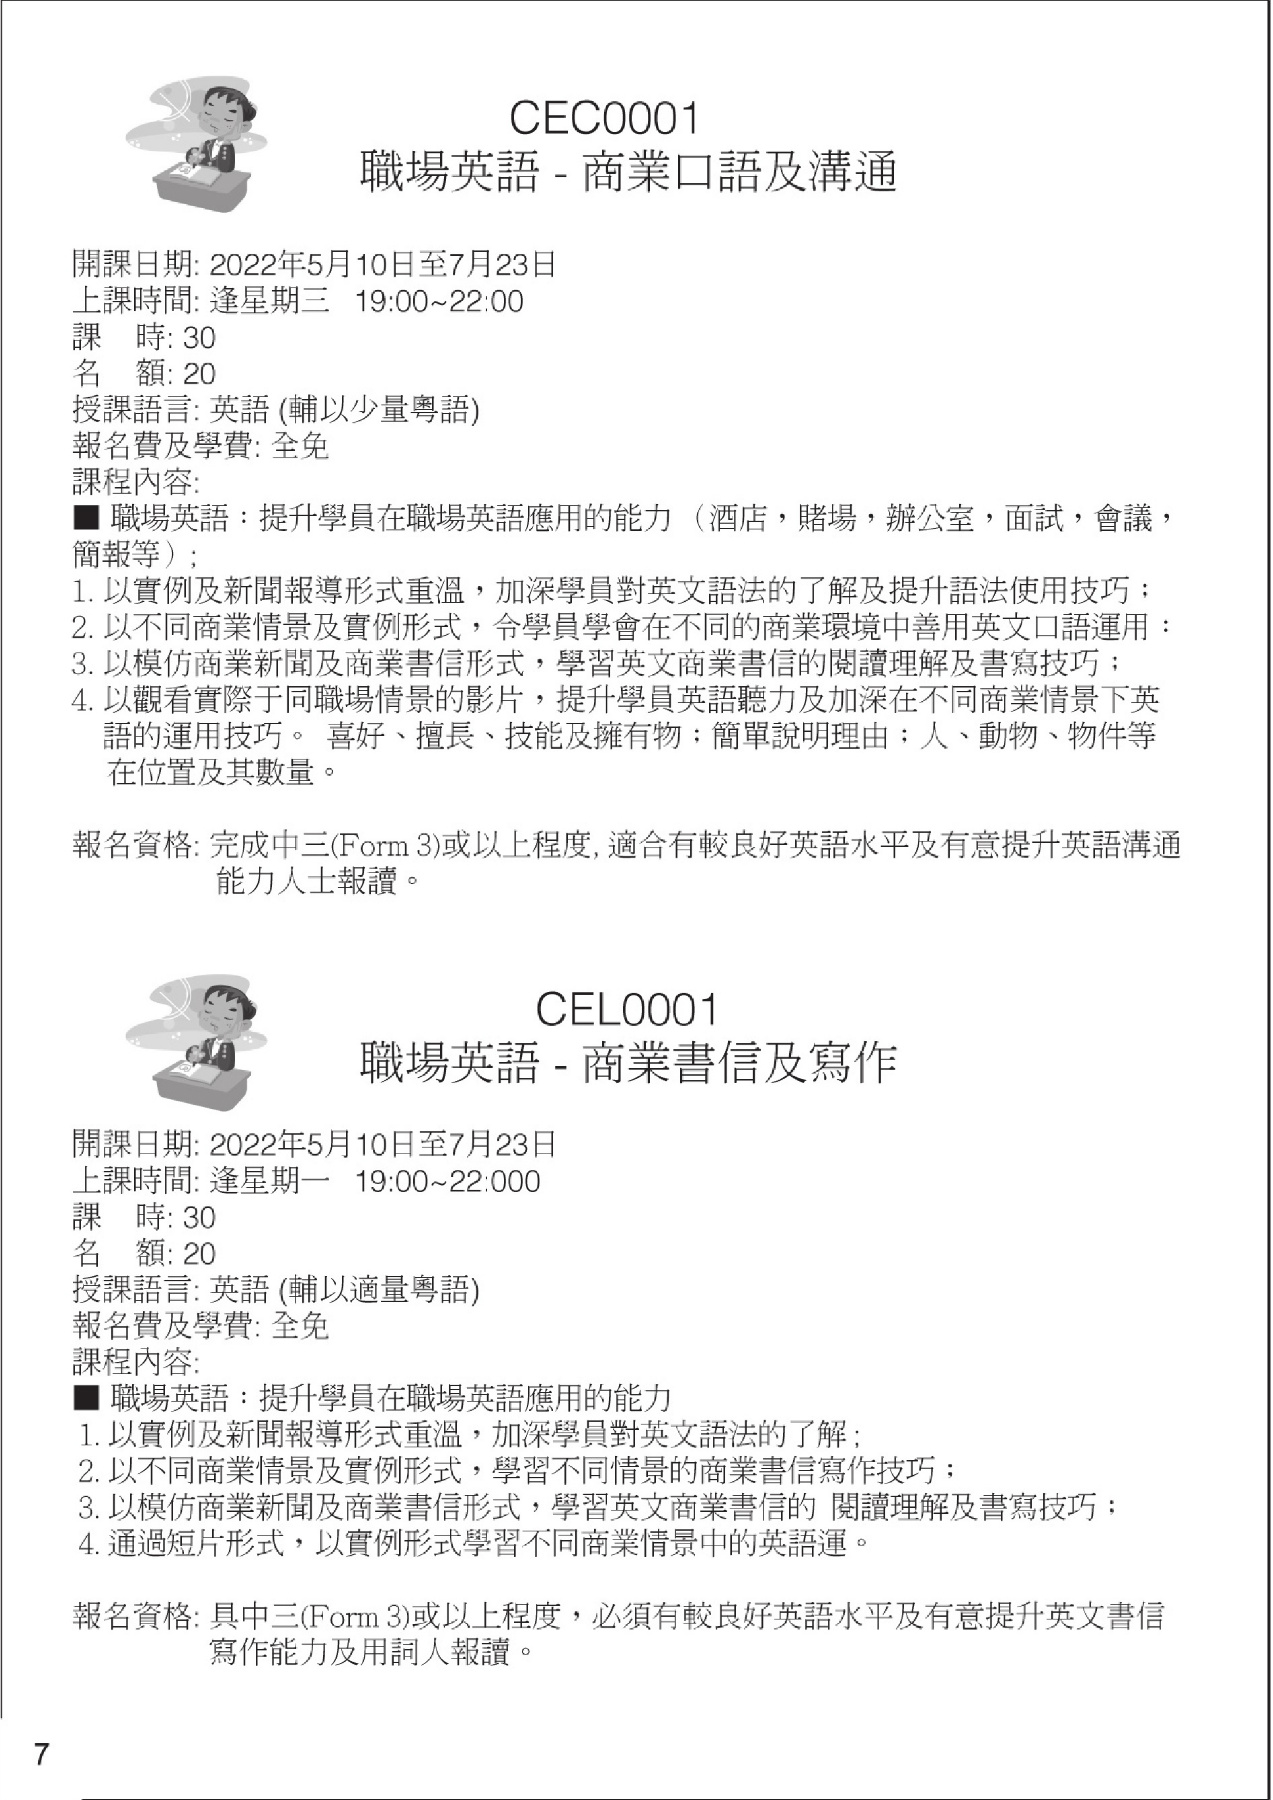 CEC0001
職場英語 - 商業口語及溝通
開課日期: 2022年5月10日至7月23日
上課時間: 逢星期三 19:00~22:00
課 時: 30
名 額: 20
授課語言: 英語 (輔以少量粵語)
報名費及學費: 全免
課程內容:
■ 職場英語：提升學員在職場英語應用的能力 （酒店，賭場，辦公室，面試，會議，
簡報等）;
1. 以實例及新聞報導形式重溫，加深學員對英文語法的了解及提升語法使用技巧；
2. 以不同商業情景及實例形式，令學員學會在不同的商業環境中善用英文口語運用：
3. 以模仿商業新聞及商業書信形式，學習英文商業書信的閱讀理解及書寫技巧；
4. 以觀看實際于同職場情景的影片，提升學員英語聽力及加深在不同商業情景下英
語的運用技巧。 喜好、擅長、技能及擁有物；簡單說明理由；人、動物、物件等
在位置及其數量。
報名資格: 完成中三(Form 3)或以上程度, 適合有較良好英語水平及有意提升英語溝通
能力人士報讀。
CEL0001
職場英語 - 商業書信及寫作
開課日期: 2022年5月10日至7月23日
上課時間: 逢星期一 19:00~22:000
課 時: 30
名 額: 20
授課語言: 英語 (輔以適量粵語)
報名費及學費: 全免
課程內容:
■ 職場英語：提升學員在職場英語應用的能力
1. 以實例及新聞報導形式重溫，加深學員對英文語法的了解；
2. 以不同商業情景及實例形式，學習不同情景的商業書信寫作技巧；
3. 以模仿商業新聞及商業書信形式，學習英文商業書信的 閱讀理解及書寫技巧；
4. 通過短片形式，以實例形式學習不同商業情景中的英語運。
報名資格: 具中三(Form 3)或以上程度，必須有較良好英語水平及有意提升英文書信
寫作能力及用詞人報讀。
7